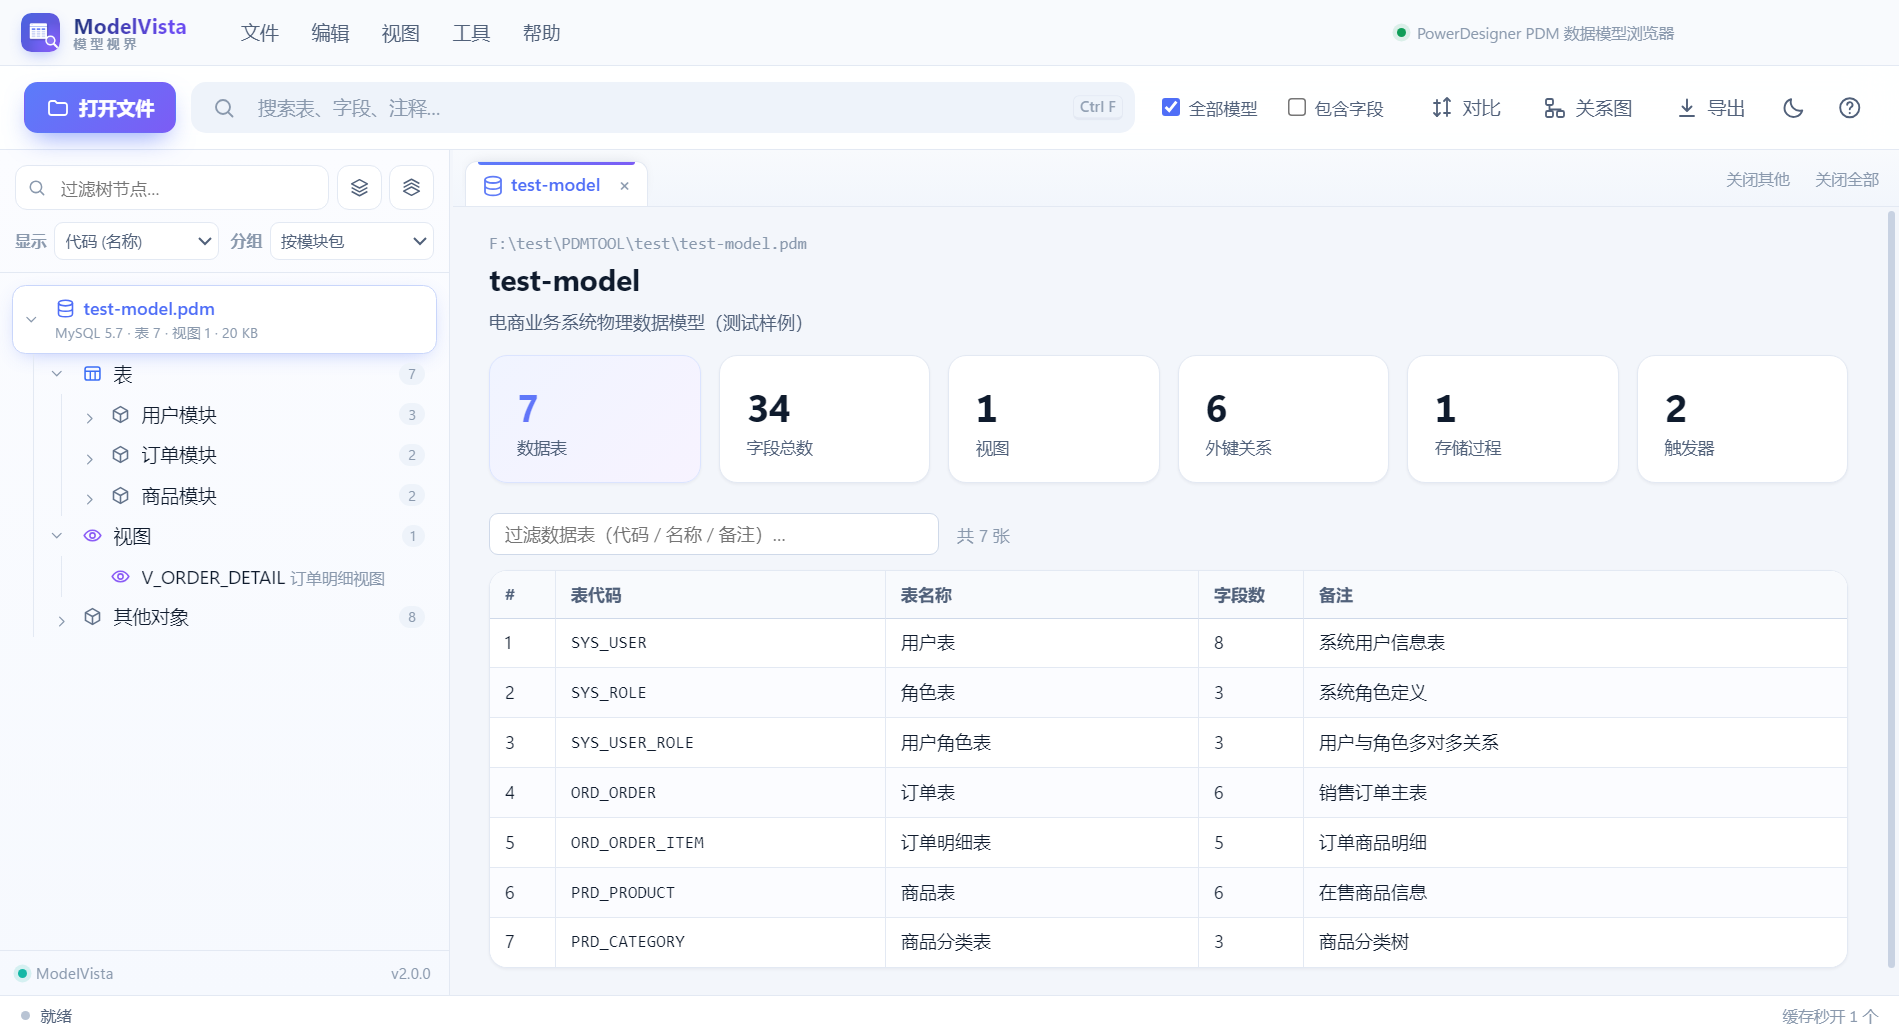 ModelVista
模型视界
文件 编辑 视图 工具 帮助
PowerDesigner PDM 数据模型浏览器
打开文件
搜索表、字段、注释...
Ctrl F
全部模型
包含字段
对比
关系图
导出
过滤树节点...
显示 代码 (名称) 分组 按模块包
test-model.pdm
MySQL 5.7 · 表 7 · 视图 1 · 20 KB
表 7
用户模块 3
订单模块 2
商品模块 2
视图 1
V_ORDER_DETAIL 订单明细视图
其他对象 8
ModelVista v2.0.0
test-model ×
关闭其他 关闭全部
F:\test\PDMTOOL\test\test-model.pdm
test-model
电商业务系统物理数据模型（测试样例）
7 数据表
34 字段总数
1 视图
6 外键关系
1 存储过程
2 触发器
过滤数据表（代码 / 名称 / 备注）...
共 7 张
# 表代码 表名称 字段数 备注
1 SYS_USER 用户表 8 系统用户信息表
2 SYS_ROLE 角色表 3 系统角色定义
3 SYS_USER_ROLE 用户角色表 3 用户与角色多对多关系
4 ORD_ORDER 订单表 6 销售订单主表
5 ORD_ORDER_ITEM 订单明细表 5 订单商品明细
6 PRD_PRODUCT 商品表 6 在售商品信息
7 PRD_CATEGORY 商品分类表 3 商品分类树
就绪
缓存秒开 1 个